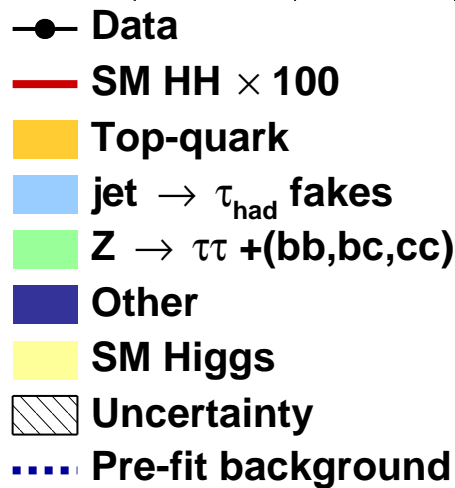 Data
SM HH × 100
Top-quark
jet → τhad fakes
Z → ττ +(bb,bc,cc)
Other
SM Higgs
Uncertainty
Pre-fit background